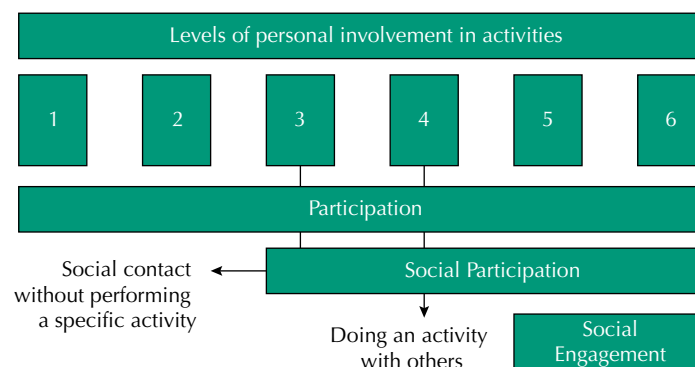 Levels of personal involvement in activities
1 2 3 4 5 6
Participation
Social Participation
Social contact
without performing
a specific activity
Doing an activity
with others
Social
Engagement